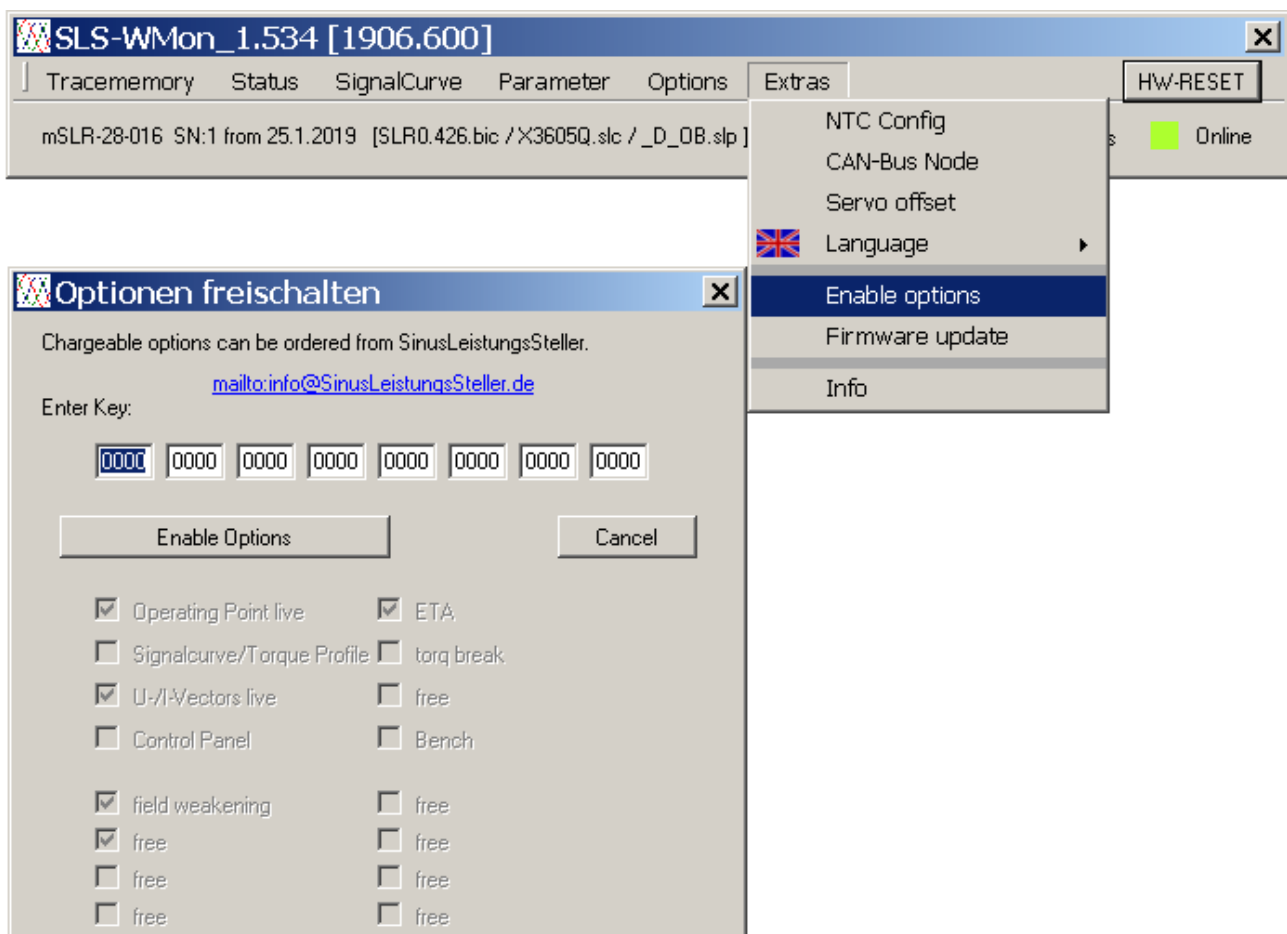 SLS-WMon_1.534 [1906.600]
Tracememory Status SignalCurve Parameter Options Extras HW-RESET
mSLR-28-016 SN:1 from 25.1.2019 [SLR0.426.bic / X3605Q.slc / _D_OB.slp ] s Online
NTC Config
CAN-Bus Node
Servo offset
Language
Enable options
Firmware update
Info
Optionen freischalten
Chargeable options can be ordered from SinusLeistungsSteller.
mailto:info@SinusLeistungsSteller.de
Enter Key:
0000 0000 0000 0000 0000 0000 0000 0000
Enable Options Cancel
Operating Point live ETA
Signalcurve/Torque Profile torq break
U-/I-Vectors live free
Control Panel Bench
field weakening free
free free
free free
free free